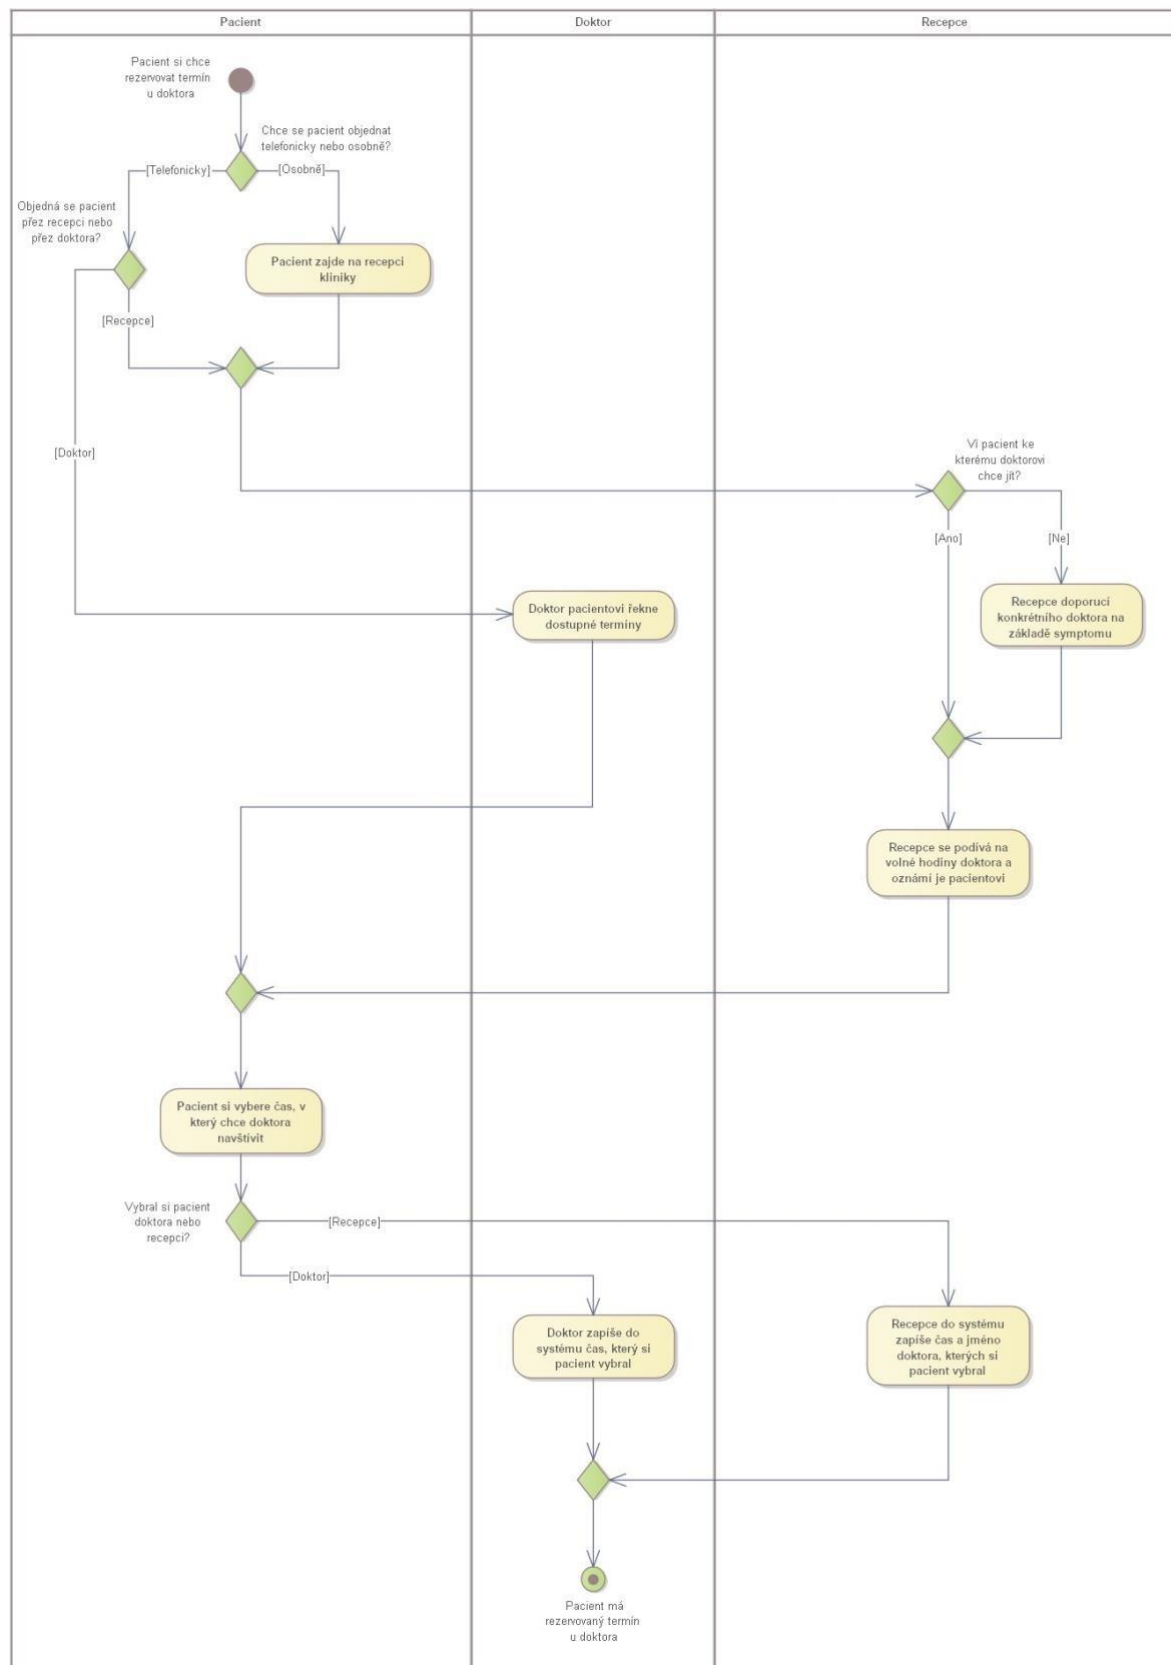 Pacient
Doktor
Recepce
Pacient si chce
rezervovat termín
u doktora
Chce se pacient objednat
telefonicky nebo osobně?
[Telefonicky]
[Osobně]
Objedná se pacient
přez recepci nebo
přez doktora?
Pacient zajde na recepci
kliniky
[Recepce]
[Doktor]
Ví pacient ke
kterému doktorovi
chce jít?
[Ano]
[Ne]
Doktor pacientovi řekne
dostupné termíny
Recepce doporucí
konkrétního doktora na
základě symptomu
Recepce se podívá na
volné hodiny doktora a
oznámí je pacientovi
Pacient si vybere čas, v
který chce doktora
navštívit
Vybral si pacient
doktora nebo
recepci?
[Recepce]
[Doktor]
Doktor zapíše do
systému čas, který si
pacient vybral
Recepce do systému
zapíše čas a jméno
doktora, kterých si
pacient vybral
Pacient má
rezervovaný termín
u doktora